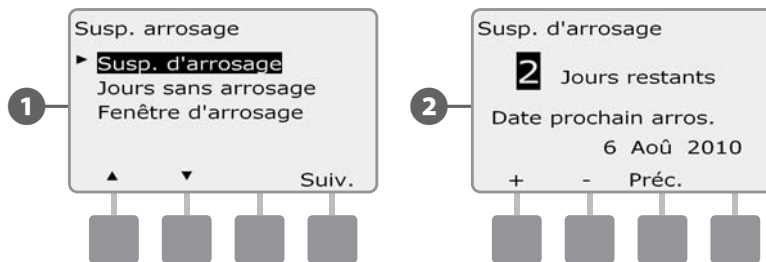 1
Susp. arrosage
► Susp. d'arrosage
Jours sans arrosage
Fenêtre d'arrosage
▲ ▼ Suiv.
2
Susp. d'arrosage
2 Jours restants
Date prochain arros.
6 Aoû 2010
+ - Préc.